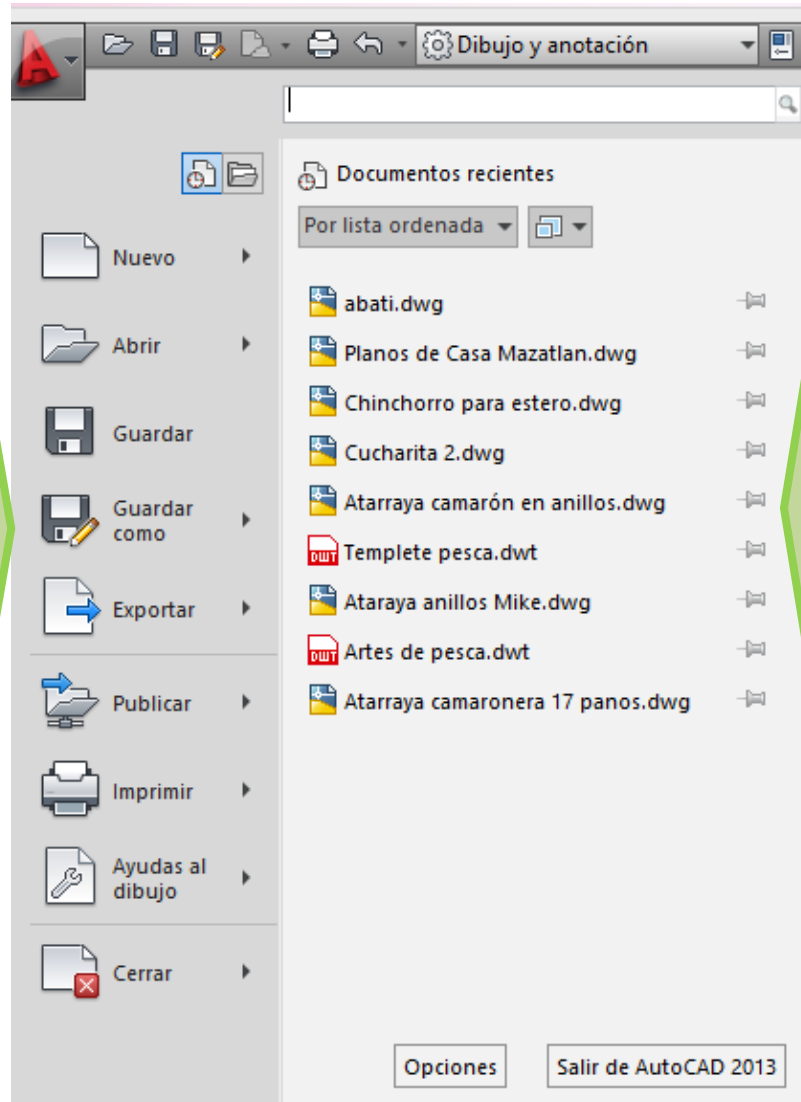 Dibujo y anotación
Documentos recientes
Por lista ordenada
Nuevo
Abrir
Guardar
Guardar
como
Exportar
Publicar
Imprimir
Ayudas al
dibujo
Cerrar
abati.dwg
Planos de Casa Mazatlan.dwg
Chinchorro para estero.dwg
Cucharita 2.dwg
Atarraya camarón en anillos.dwg
DWT Templete pesca.dwt
Ataraya anillos Mike.dwg
DWT Artes de pesca.dwt
Atarraya camaronera 17 panos.dwg
Opciones
Salir de AutoCAD 2013